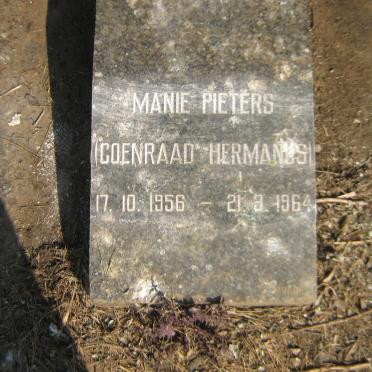 MANIE PIETERS
(COENRAAD HERMANUS)
17. 10. 1956 – 21. 3. 1964